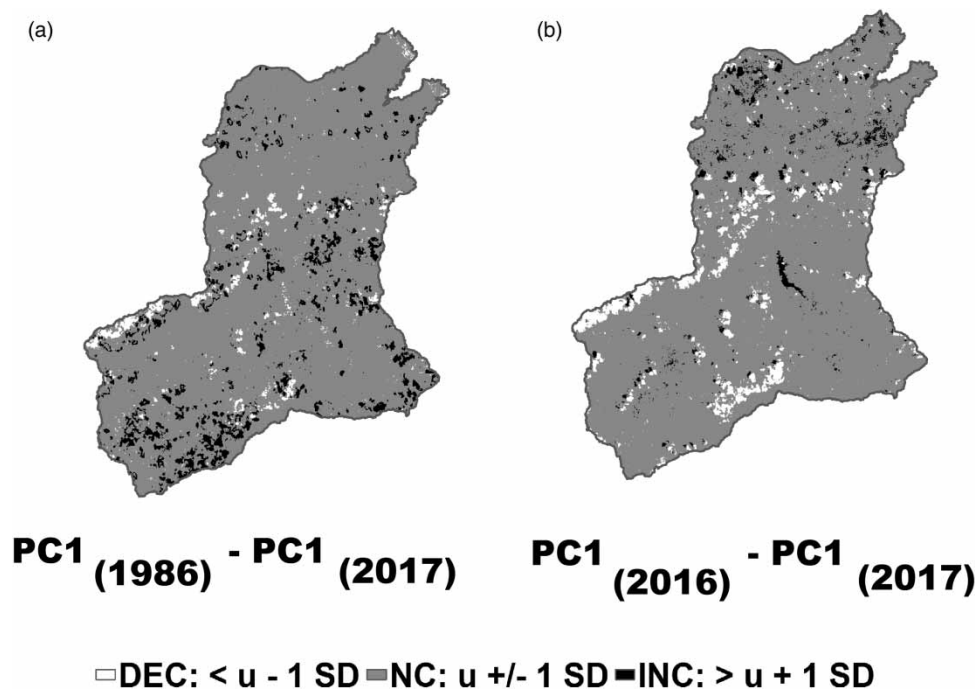 (a) (b)
PC1 (1986) - PC1 (2017) PC1 (2016) - PC1 (2017)
DEC: < u - 1 SD NC: u +/- 1 SD INC: > u + 1 SD